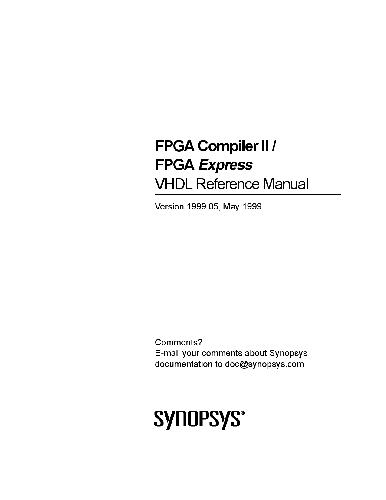 FPGA Compiler II /
FPGA Express
VHDL Reference Manual
Version 1999.05, May 1999
Comments?
E-mail your comments about Synopsys
documentation to doc@synopsys.com
SYNOPSYS®